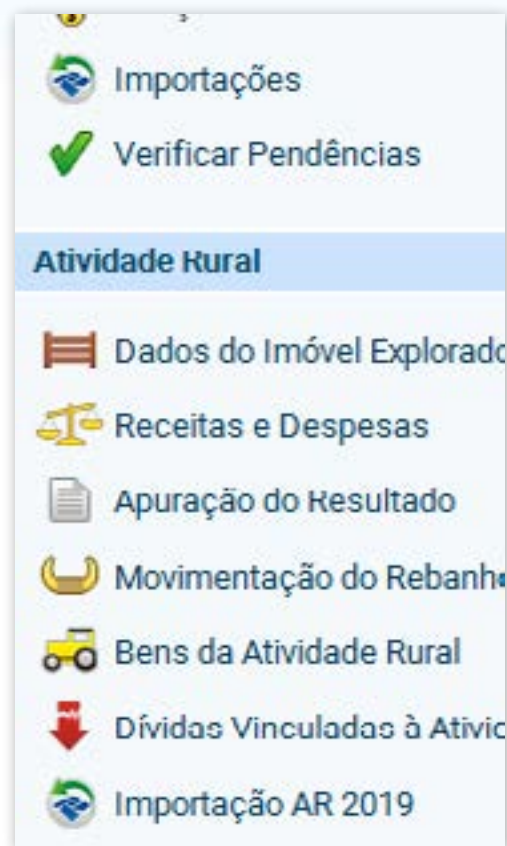 Importações
Verificar Pendências
Atividade Rural
Dados do Imóvel Explorado
Receitas e Despesas
Apuração do Resultado
Movimentação do Rebanh
Bens da Atividade Rural
Dívidas Vinculadas à Ativid
Importação AR 2019